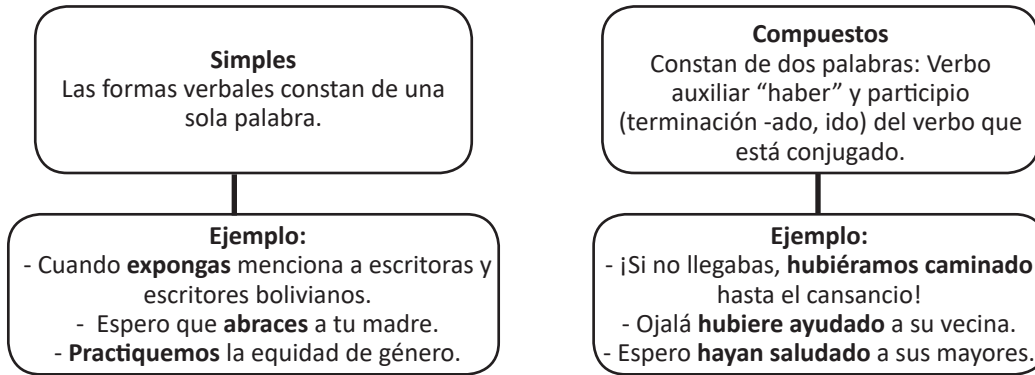 Simples
Las formas verbales constan de una
sola palabra.
Ejemplo:
- Cuando expongas menciona a escritoras y
escritores bolivianos.
- Espero que abraces a tu madre.
- Practiquemos la equidad de género.
Compuestos
Constan de dos palabras: Verbo
auxiliar “haber” y participio
(terminación -ado, ido) del verbo que
está conjugado.
Ejemplo:
- ¡Si no llegabas, hubiéramos caminado
hasta el cansancio!
- Ojalá hubiere ayudado a su vecina.
- Espero hayan saludado a sus mayores.